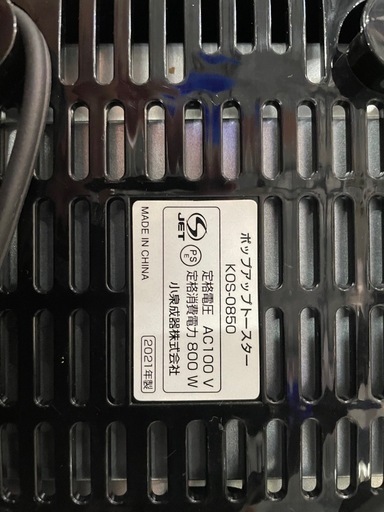 ポップアップトースター
KOS-0850
S JET PS E
定格電圧 AC100 V
定格消費電力 800 W
小泉成器株式会社
MADE IN CHINA
2021年製